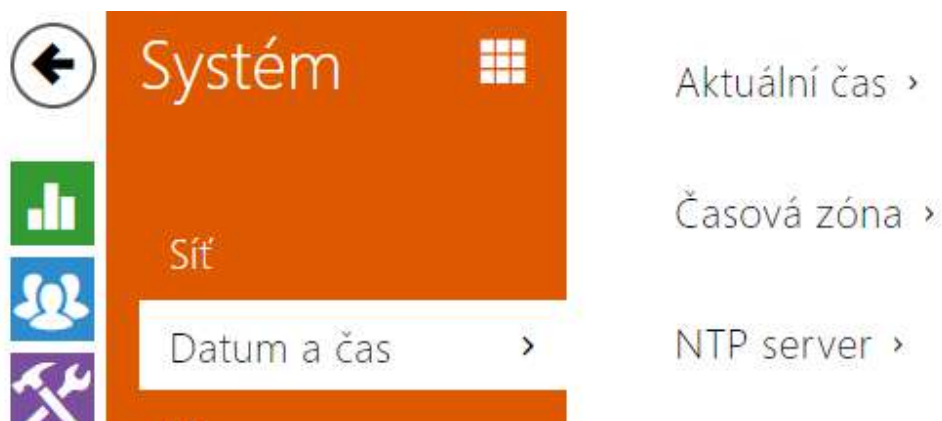 Systém
Síť
Datum a čas
Aktuální čas
Časová zóna
NTP server